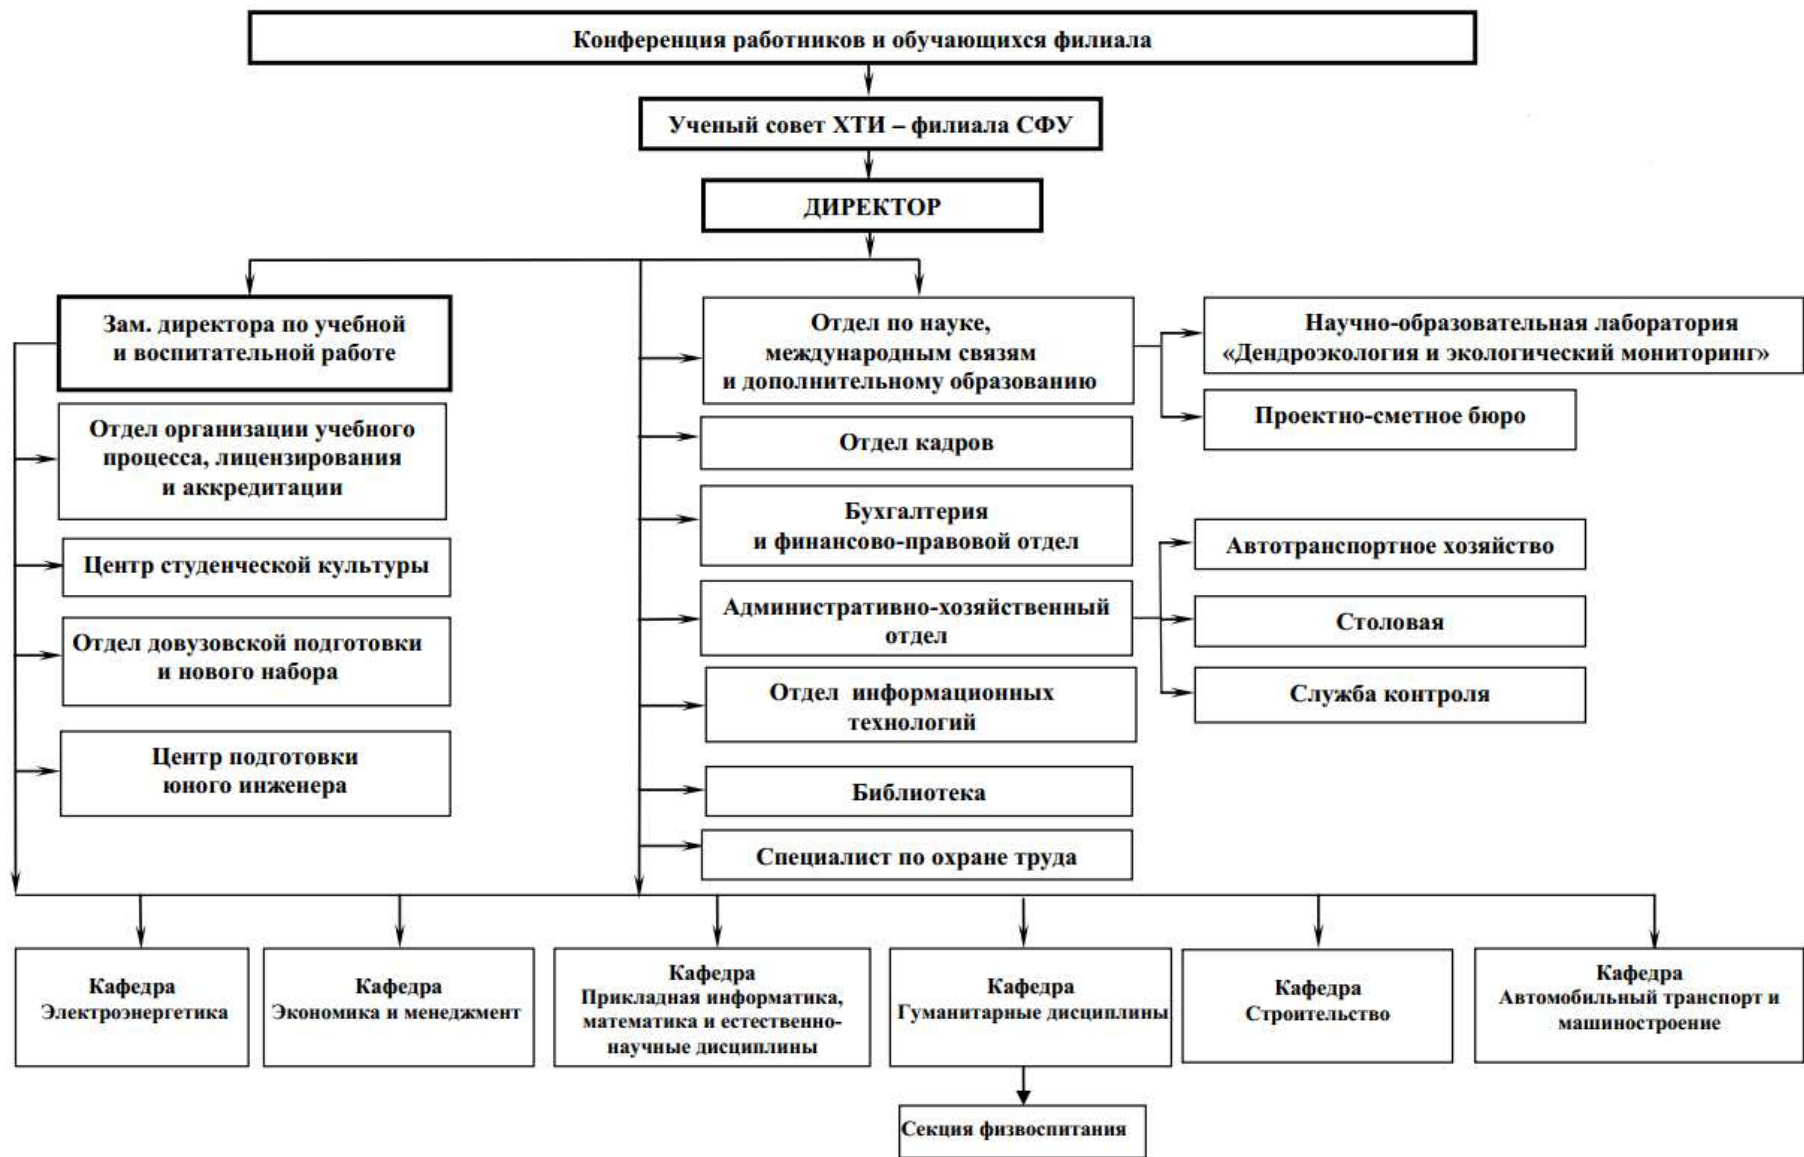 Конференция работников и обучающихся филиала
Ученый совет ХТИ – филиала СФУ
ДИРЕКТОР
Зам. директора по учебной
и воспитательной работе
Отдел организации учебного
процесса, лицензирования
и аккредитации
Центр студенческой культуры
Отдел довузовской подготовки
и нового набора
Центр подготовки
юного инженера
Отдел по науке,
международным связям
и дополнительному образованию
Отдел кадров
Бухгалтерия
и финансово-правовой отдел
Административно-хозяйственный
отдел
Отдел информационных
технологий
Библиотека
Специалист по охране труда
Научно-образовательная лаборатория
«Дендроэкология и экологический мониторинг»
Проектно-сметное бюро
Автотранспортное хозяйство
Столовая
Служба контроля
Кафедра
Электроэнергетика
Кафедра
Экономика и менеджмент
Кафедра
Прикладная информатика,
математика и естественно-
научные дисциплины
Кафедра
Гуманитарные дисциплины
Кафедра
Строительство
Кафедра
Автомобильный транспорт и
машиностроение
Секция физвоспитания